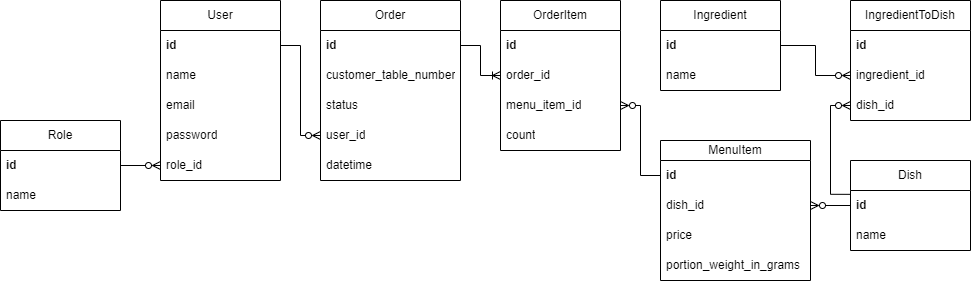 User
id
name
email
password
role_id
Order
id
customer_table_number
status
user_id
datetime
OrderItem
id
order_id
menu_item_id
count
Ingredient
id
name
IngredientToDish
id
ingredient_id
dish_id
Role
id
name
MenuItem
id
dish_id
price
portion_weight_in_grams
Dish
id
name